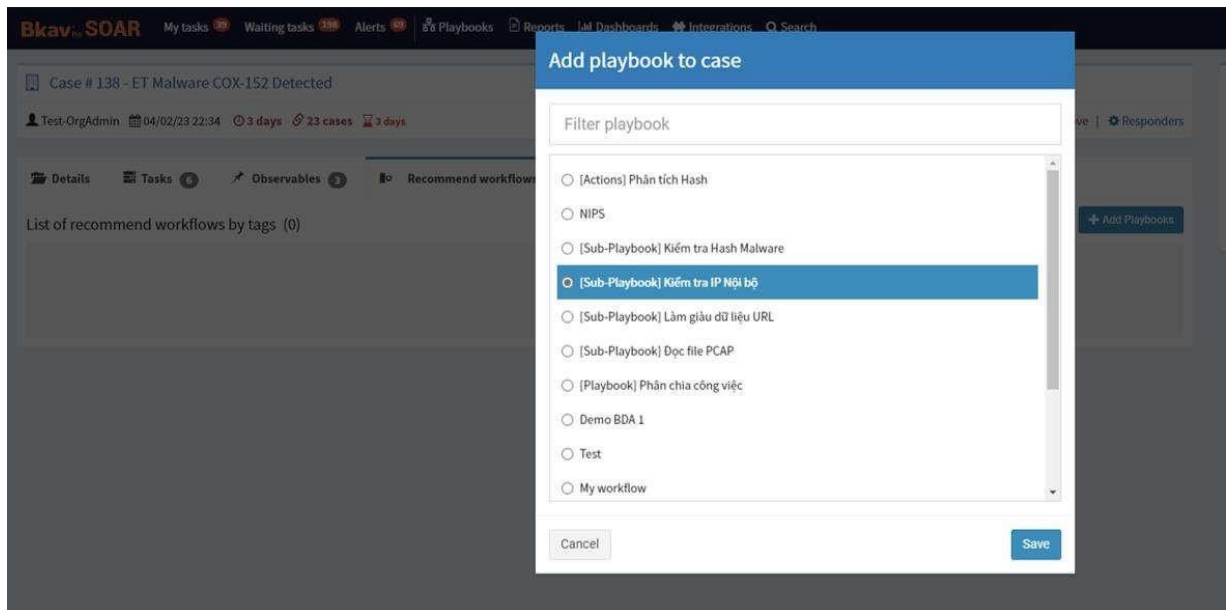 Bkav SOAR My tasks 39 Waiting tasks 198 Alerts 69 Playbooks Reports Dashboards Integrations Search
Add playbook to case
Case # 138 - ET Malware COX-152 Detected
Test-OrgAdmin 04/02/23 22:34 3 days 23 cases 3 days
Responders
Filter playbook
Details Tasks 6 Observables 3 Recommend workflows
List of recommend workflows by tags (0)
+ Add Playbooks
[Actions] Phân tích Hash
NIPS
[Sub-Playbook] Kiểm tra Hash Malware
[Sub-Playbook] Kiểm tra IP Nội bộ
[Sub-Playbook] Làm giàu dữ liệu URL
[Sub-Playbook] Đọc file PCAP
[Playbook] Phân chia công việc
Demo BDA 1
Test
My workflow
Cancel
Save